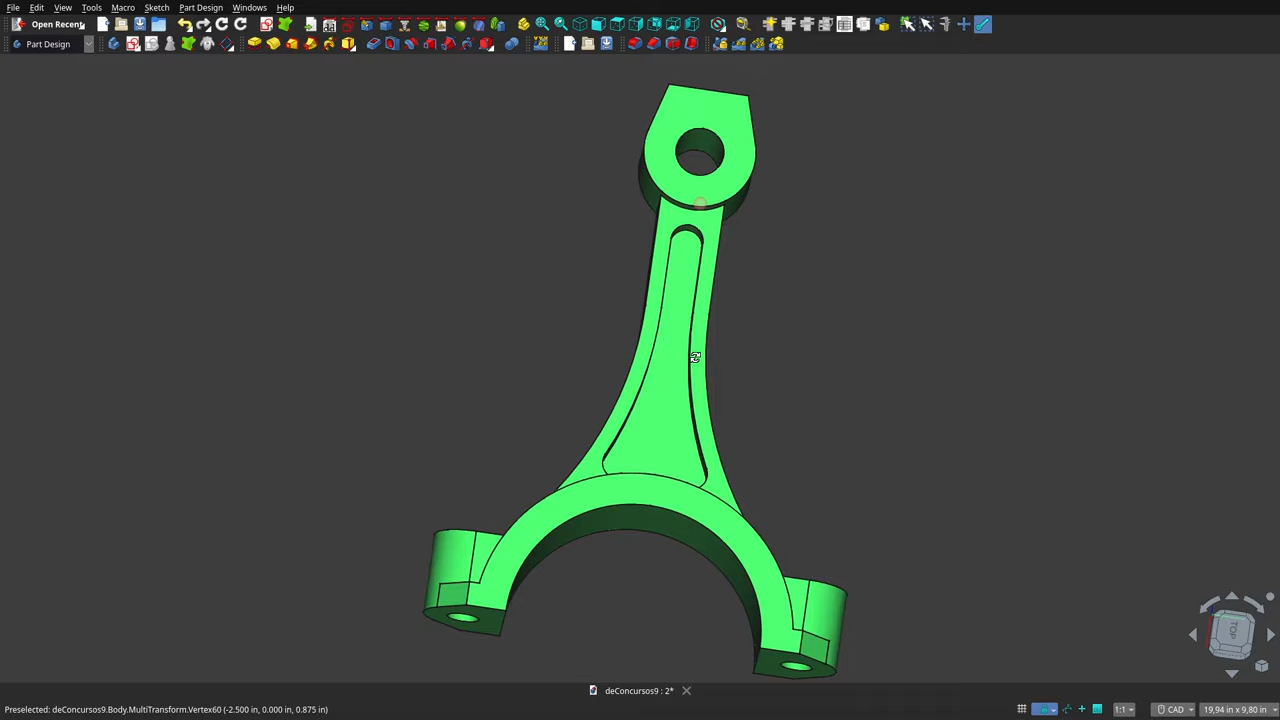 File Edit View Tools Macro Sketch Part Design Windows Help
Open Recent
Part Design
TOP
deConcursos9 : 2*
Preselected: deConcursos9.Body.MultiTransform.Vertex60 (-2.500 in, 0.000 in, 0.875 in)
1:1 CAD 19,94 in x 9,80 in